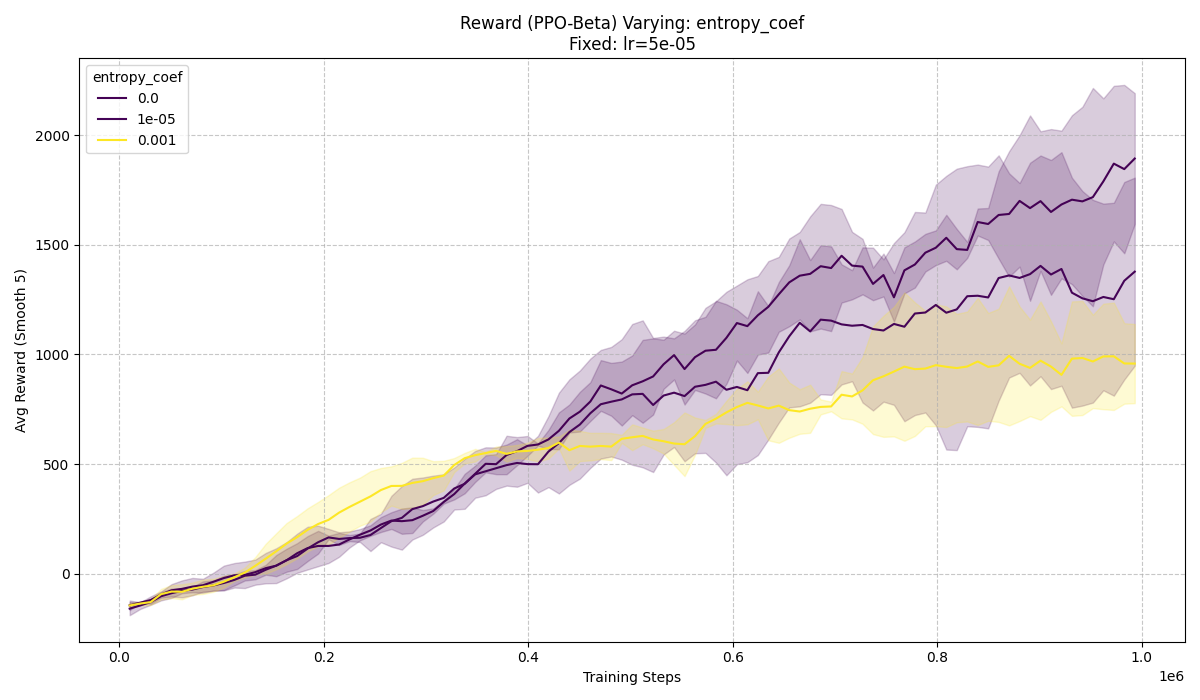 Reward (PPO-Beta) Varying: entropy_coef
Fixed: lr=5e-05
entropy_coef
0.0
1e-05
0.001
Avg Reward (Smooth 5)
2000
1500
1000
500
0
0.0
0.2
0.4
0.6
0.8
1.0
1e6
Training Steps